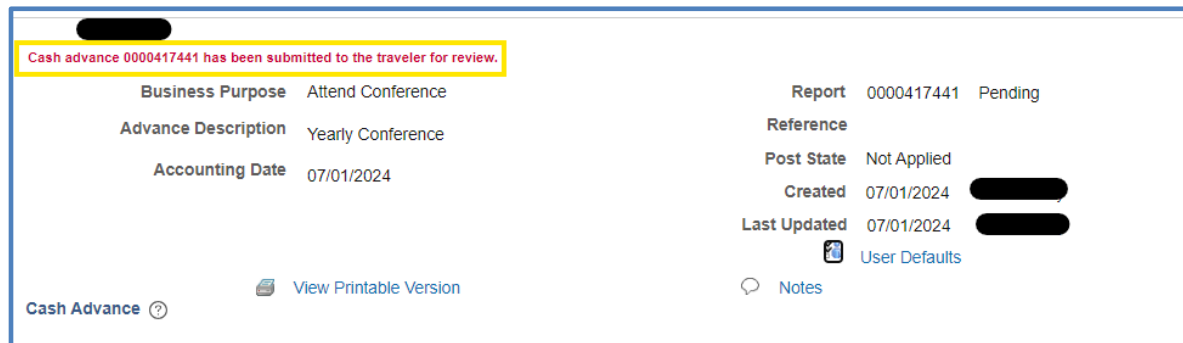 Cash advance 0000417441 has been submitted to the traveler for review.
Business Purpose Attend Conference
Report 0000417441 Pending
Advance Description Yearly Conference
Reference
Accounting Date 07/01/2024
Post State Not Applied
Created 07/01/2024
Last Updated 07/01/2024
User Defaults
View Printable Version
Notes
Cash Advance ?